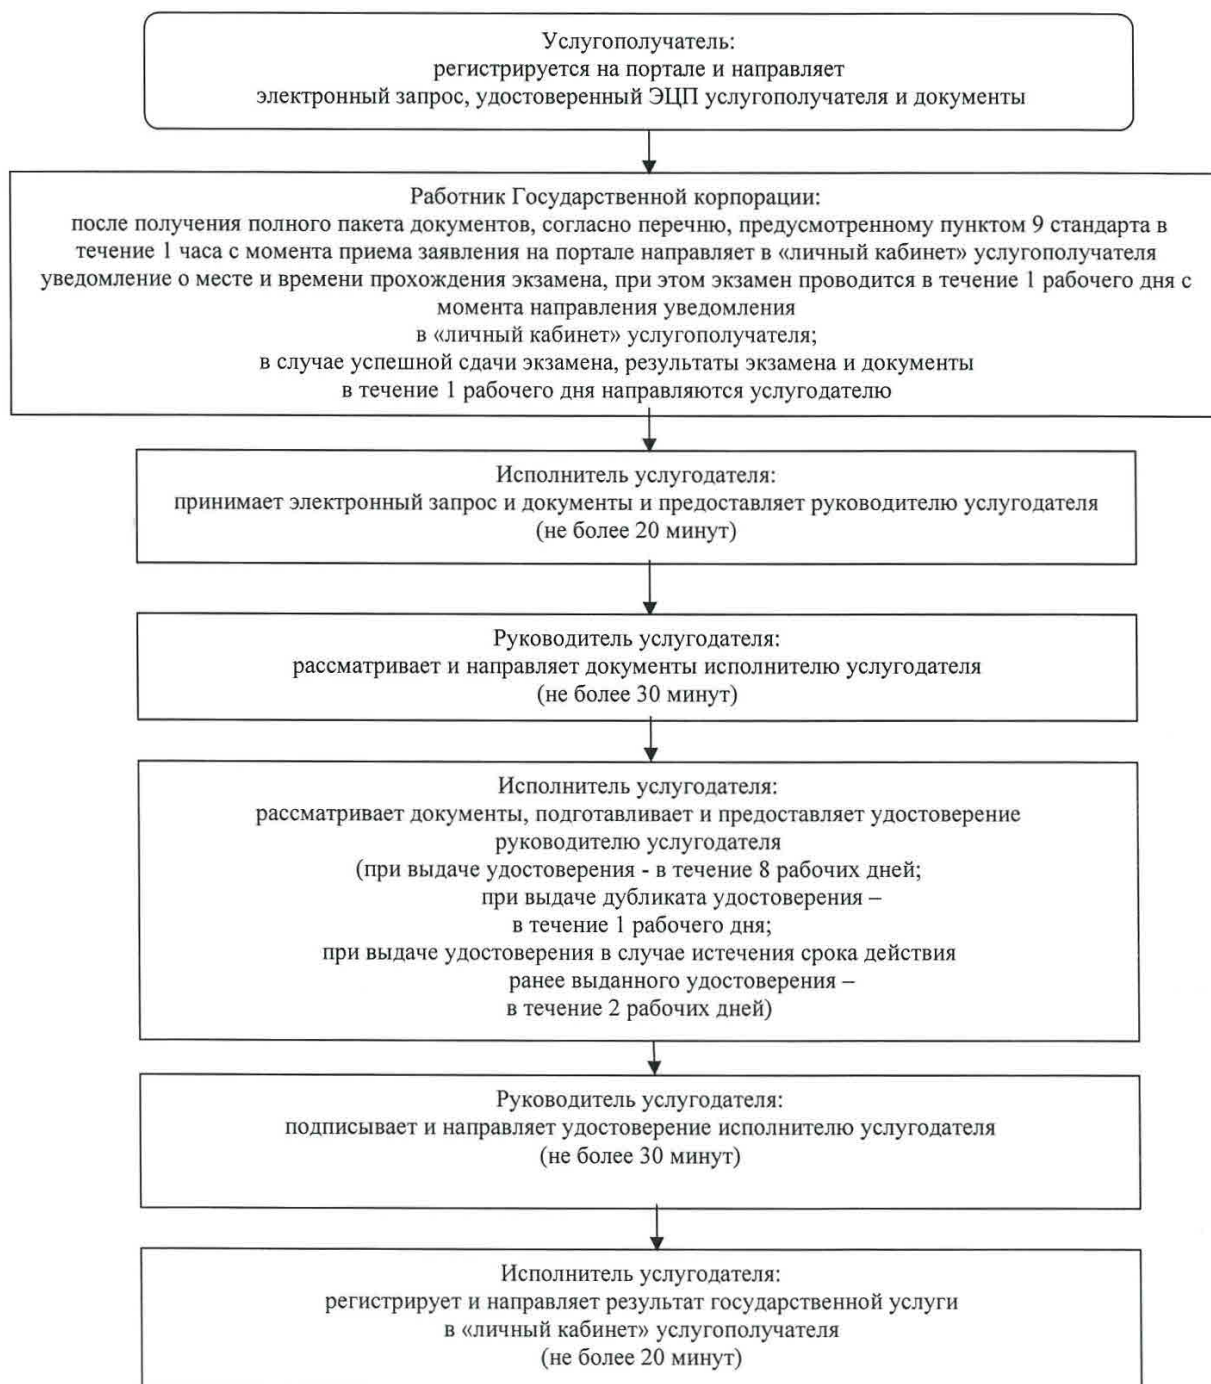 Услугополучатель:
регистрируется на портале и направляет
электронный запрос, удостоверенный ЭЦП услугополучателя и документы
Работник Государственной корпорации:
после получения полного пакета документов, согласно перечню, предусмотренному пунктом 9 стандарта в
течение 1 часа с момента приема заявления на портале направляет в «личный кабинет» услугополучателя
уведомление о месте и времени прохождения экзамена, при этом экзамен проводится в течение 1 рабочего дня с
момента направления уведомления
в «личный кабинет» услугополучателя;
в случае успешной сдачи экзамена, результаты экзамена и документы
в течение 1 рабочего дня направляются услугодателю
Исполнитель услугодателя:
принимает электронный запрос и документы и предоставляет руководителю услугодателя
(не более 20 минут)
Руководитель услугодателя:
рассматривает и направляет документы исполнителю услугодателя
(не более 30 минут)
Исполнитель услугодателя:
рассматривает документы, подготавливает и предоставляет удостоверение
руководителю услугодателя
(при выдаче удостоверения - в течение 8 рабочих дней;
при выдаче дубликата удостоверения –
в течение 1 рабочего дня;
при выдаче удостоверения в случае истечения срока действия
ранее выданного удостоверения –
в течение 2 рабочих дней)
Руководитель услугодателя:
подписывает и направляет удостоверение исполнителю услугодателя
(не более 30 минут)
Исполнитель услугодателя:
регистрирует и направляет результат государственной услуги
в «личный кабинет» услугополучателя
(не более 20 минут)